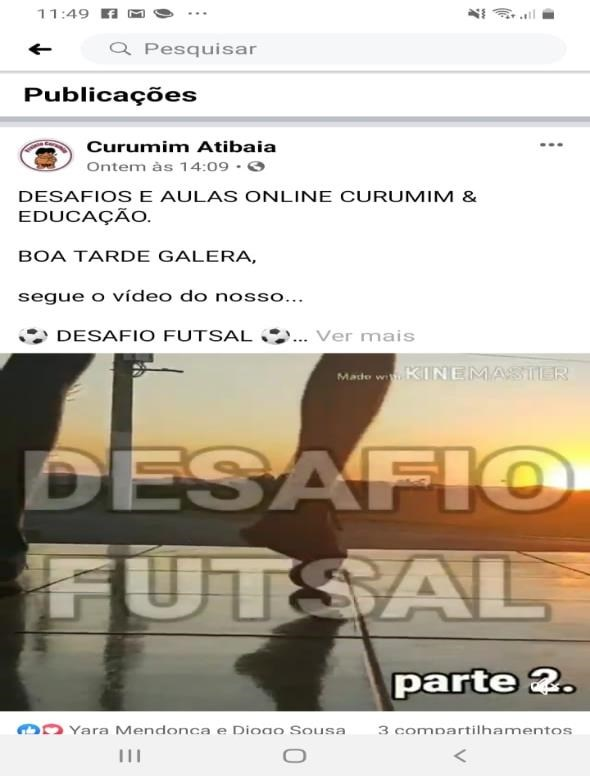 11:49
Pesquisar
Publicações
Curumim Atibaia
Ontem às 14:09 •
DESAFIOS E AULAS ONLINE CURUMIM &
EDUCAÇÃO.
BOA TARDE GALERA,
segue o vídeo do nosso...
⚽ DESAFIO FUTSAL ⚽... Ver mais
Made with KINEMASTER
DESAFIO
FUTSAL
parte 2.
Yara Mendonça e Diogo Sousa 3 compartilhamentos